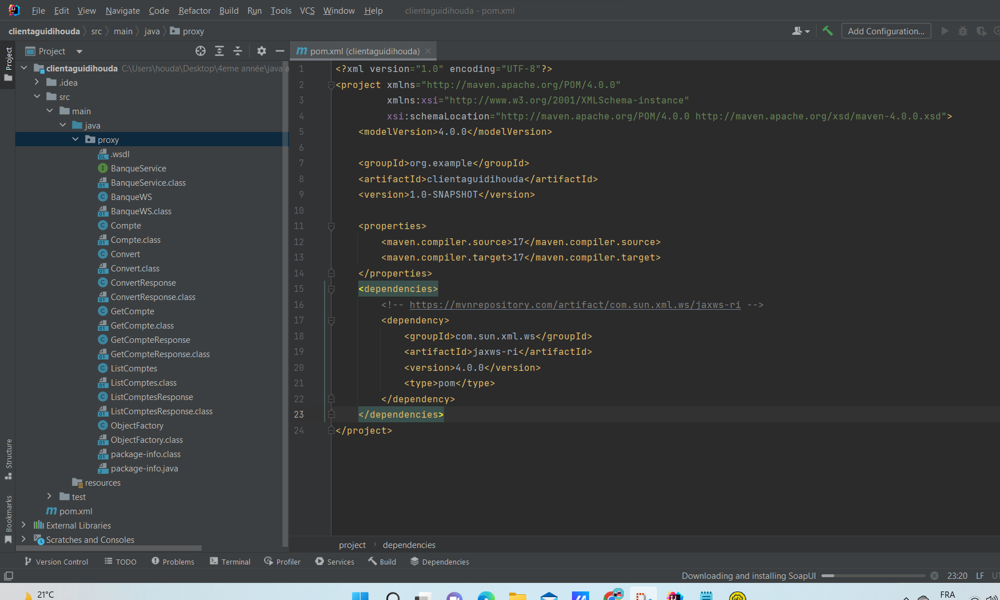 File Edit View Navigate Code Refactor Build Run Tools VCS Window Help clientaguidihouda - pom.xml
clientaguidihouda src main java proxy Add Configuration...
Project
Project
pom.xml (clientaguidihouda)
clientaguidihouda C:\Users\houda\Desktop\4eme année\java a
.idea
src
main
java
proxy
.wsdl
BanqueService
BanqueService.class
BanqueWS
BanqueWS.class
Compte
Compte.class
Convert
Convert.class
ConvertResponse
ConvertResponse.class
GetCompte
GetCompte.class
GetCompteResponse
GetCompteResponse.class
ListComptes
ListComptes.class
ListComptesResponse
ListComptesResponse.class
ObjectFactory
ObjectFactory.class
package-info.class
package-info.java
resources
test
pom.xml
External Libraries
Scratches and Consoles
Structure
Bookmarks
1 <?xml version="1.0" encoding="UTF-8"?>
2 <project xmlns="http://maven.apache.org/POM/4.0.0"
3 xmlns:xsi="http://www.w3.org/2001/XMLSchema-instance"
4 xsi:schemaLocation="http://maven.apache.org/POM/4.0.0 http://maven.apache.org/xsd/maven-4.0.0.xsd">
5 <modelVersion>4.0.0</modelVersion>
6
7 <groupId>org.example</groupId>
8 <artifactId>clientaguidihouda</artifactId>
9 <version>1.0-SNAPSHOT</version>
10
11 <properties>
12 <maven.compiler.source>17</maven.compiler.source>
13 <maven.compiler.target>17</maven.compiler.target>
14 </properties>
15 <dependencies>
16 <!-- https://mvnrepository.com/artifact/com.sun.xml.ws/jaxws-ri -->
17 <dependency>
18 <groupId>com.sun.xml.ws</groupId>
19 <artifactId>jaxws-ri</artifactId>
20 <version>4.0.0</version>
21 <type>pom</type>
22 </dependency>
23 </dependencies>
24 </project>
project dependencies
Version Control TODO Problems Terminal Profiler Services Build Dependencies
Downloading and installing SoapUI 23:20 LF UT
21°C FRA